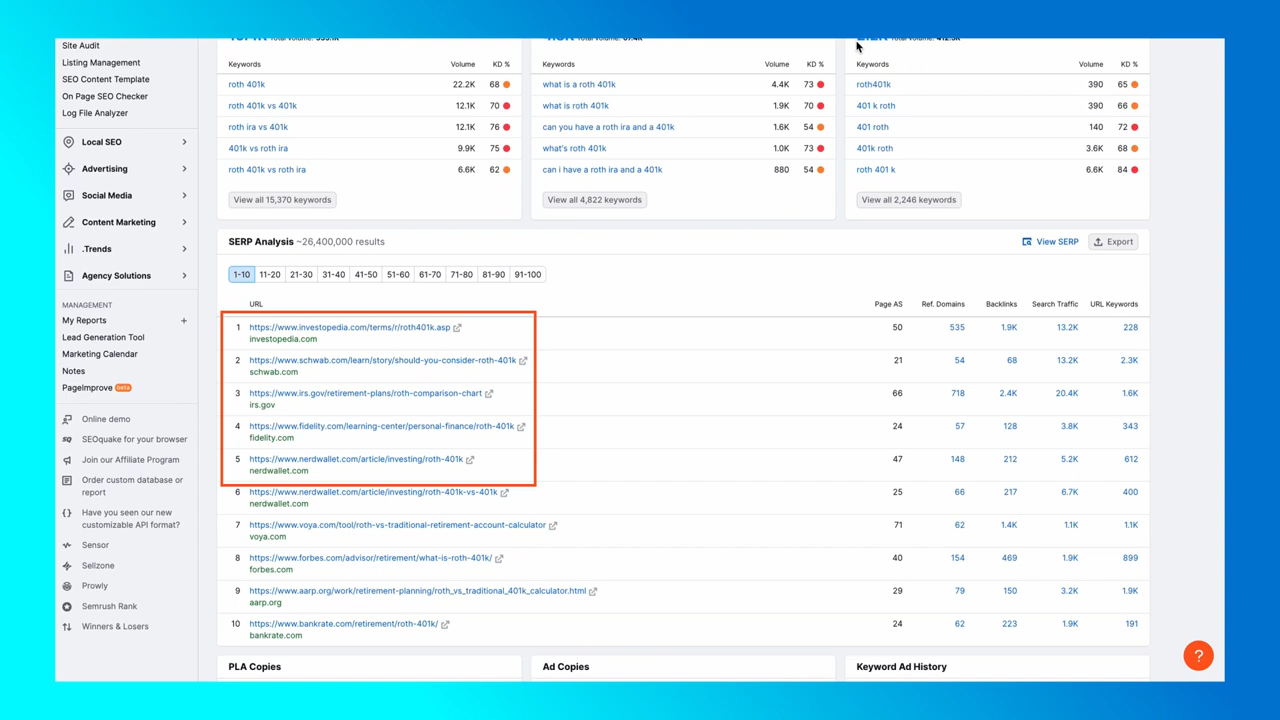 Site Audit
Listing Management
SEO Content Template
On Page SEO Checker
Log File Analyzer
Local SEO
Advertising
Social Media
Content Marketing
.Trends
Agency Solutions
MANAGEMENT
My Reports +
Lead Generation Tool
Marketing Calendar
Notes
PageImprove beta
Online demo
SEOquake for your browser
Join our Affiliate Program
Order custom database or
report
Have you seen our new
customizable API format?
Sensor
Sellzone
Prowly
Semrush Rank
Winners & Losers
Keywords Volume KD %
roth 401k 22.2K 68
roth 401k vs 401k 12.1K 70
roth ira vs 401k 12.1K 76
401k vs roth ira 9.9K 75
roth 401k vs roth ira 6.6K 62
View all 15,370 keywords
Keywords Volume KD %
what is a roth 401k 4.4K 73
what is roth 401k 1.9K 70
can you have a roth ira and a 401k 1.6K 54
what's roth 401k 1.0K 73
can i have a roth ira and a 401k 880 54
View all 4,822 keywords
Keywords Volume KD %
roth401k 390 65
401 k roth 390 66
401 roth 140 72
401k roth 3.6K 68
roth 401 k 6.6K 84
View all 2,246 keywords
SERP Analysis ~26,400,000 results View SERP Export
1-10 11-20 21-30 31-40 41-50 51-60 61-70 71-80 81-90 91-100
URL Page AS Ref. Domains Backlinks Search Traffic URL Keywords
1 https://www.investopedia.com/terms/r/roth401k.asp 50 535 1.9K 13.2K 228
investopedia.com
2 https://www.schwab.com/learn/story/should-you-consider-roth-401k 21 54 68 13.2K 2.3K
schwab.com
3 https://www.irs.gov/retirement-plans/roth-comparison-chart 66 718 2.4K 20.4K 1.6K
irs.gov
4 https://www.fidelity.com/learning-center/personal-finance/roth-401k 24 57 128 3.8K 343
fidelity.com
5 https://www.nerdwallet.com/article/investing/roth-401k 47 148 212 5.2K 612
nerdwallet.com
6 https://www.nerdwallet.com/article/investing/roth-401k-vs-401k 25 66 217 6.7K 400
nerdwallet.com
7 https://www.voya.com/tool/roth-vs-traditional-retirement-account-calculator 71 62 1.4K 1.1K 1.1K
voya.com
8 https://www.forbes.com/advisor/retirement/what-is-roth-401k/ 40 154 469 1.9K 899
forbes.com
9 https://www.aarp.org/work/retirement-planning/roth_vs_traditional_401k_calculator.html 29 79 150 3.2K 1.9K
aarp.org
10 https://www.bankrate.com/retirement/roth-401k/ 24 62 223 1.9K 191
bankrate.com
PLA Copies Ad Copies Keyword Ad History
?